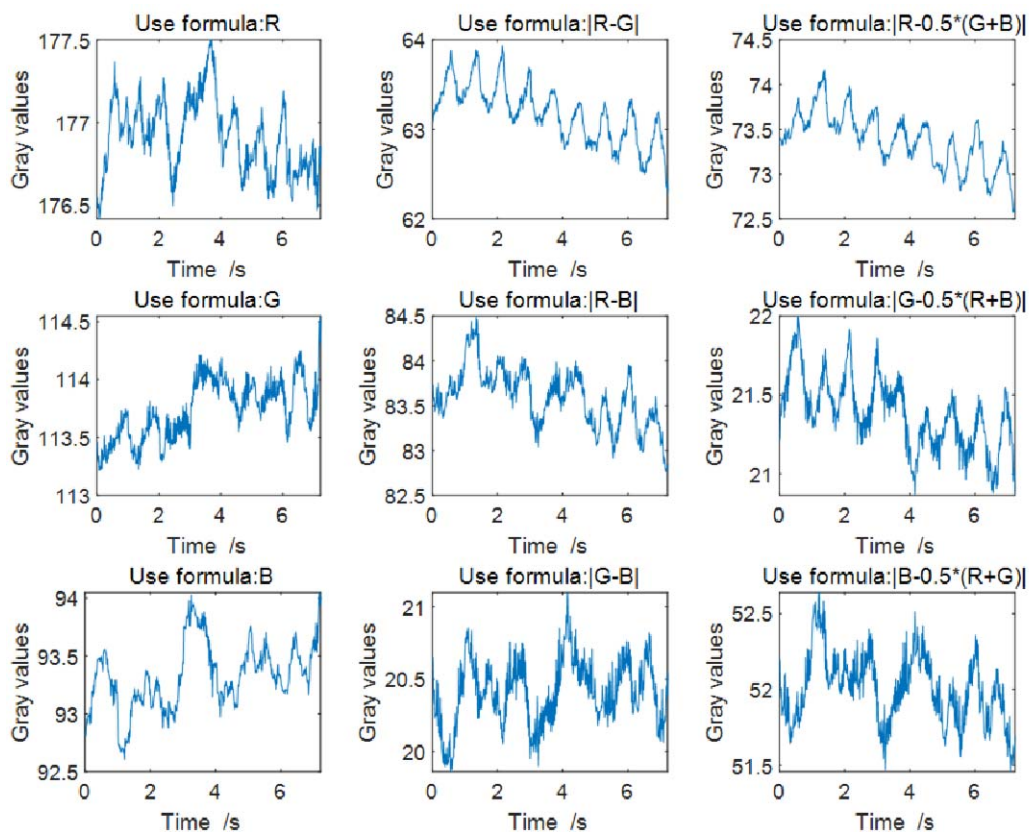 Use formula:R
177.5
177
176.5
Gray values
0 2 4 6
Time /s
Use formula:|R-G|
64
63
62
Gray values
0 2 4 6
Time /s
Use formula:|R-0.5*(G+B)|
74.5
74
73.5
73
72.5
Gray values
0 2 4 6
Time /s
Use formula:G
114.5
114
113.5
113
Gray values
0 2 4 6
Time /s
Use formula:|R-B|
84.5
84
83.5
83
82.5
Gray values
0 2 4 6
Time /s
Use formula:|G-0.5*(R+B)|
22
21.5
21
Gray values
0 2 4 6
Time /s
Use formula:B
94
93.5
93
92.5
Gray values
0 2 4 6
Time /s
Use formula:|G-B|
21
20.5
20
Gray values
0 2 4 6
Time /s
Use formula:|B-0.5*(R+G)|
52.5
52
51.5
Gray values
0 2 4 6
Time /s